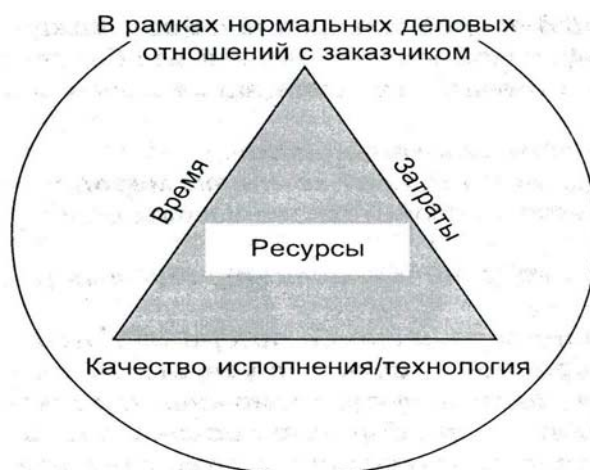 В рамках нормальных деловых
отношений с заказчиком
Время
Затраты
Ресурсы
Качество исполнения/технология